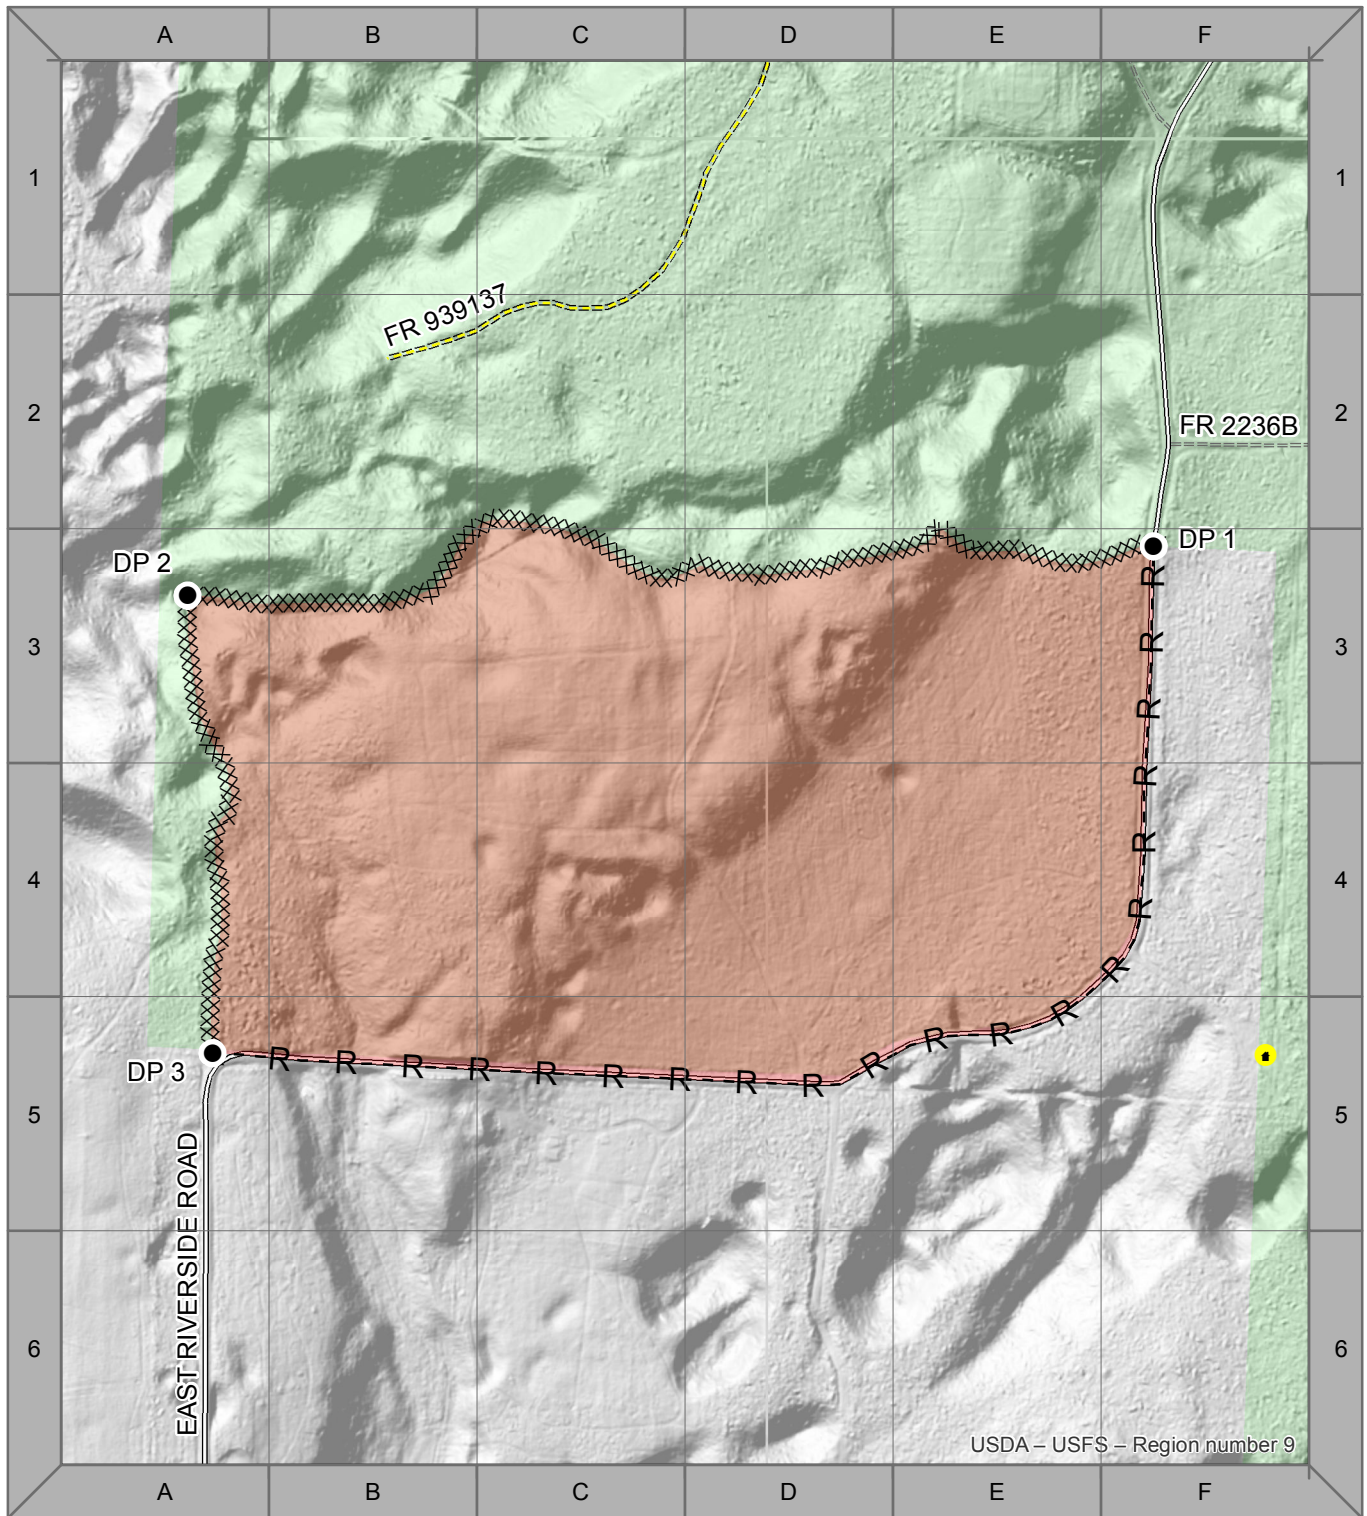 A B C D E F
1 1
FR 939137
2 2
FR 2236B
DP 1
DP 2
3 3
R
R
R
R
4 4
R
R
R
R
R R R R R R R R R R R R
DP 3
5 5
EAST RIVERSIDE ROAD
6 6
USDA – USFS – Region number 9
A B C D E F